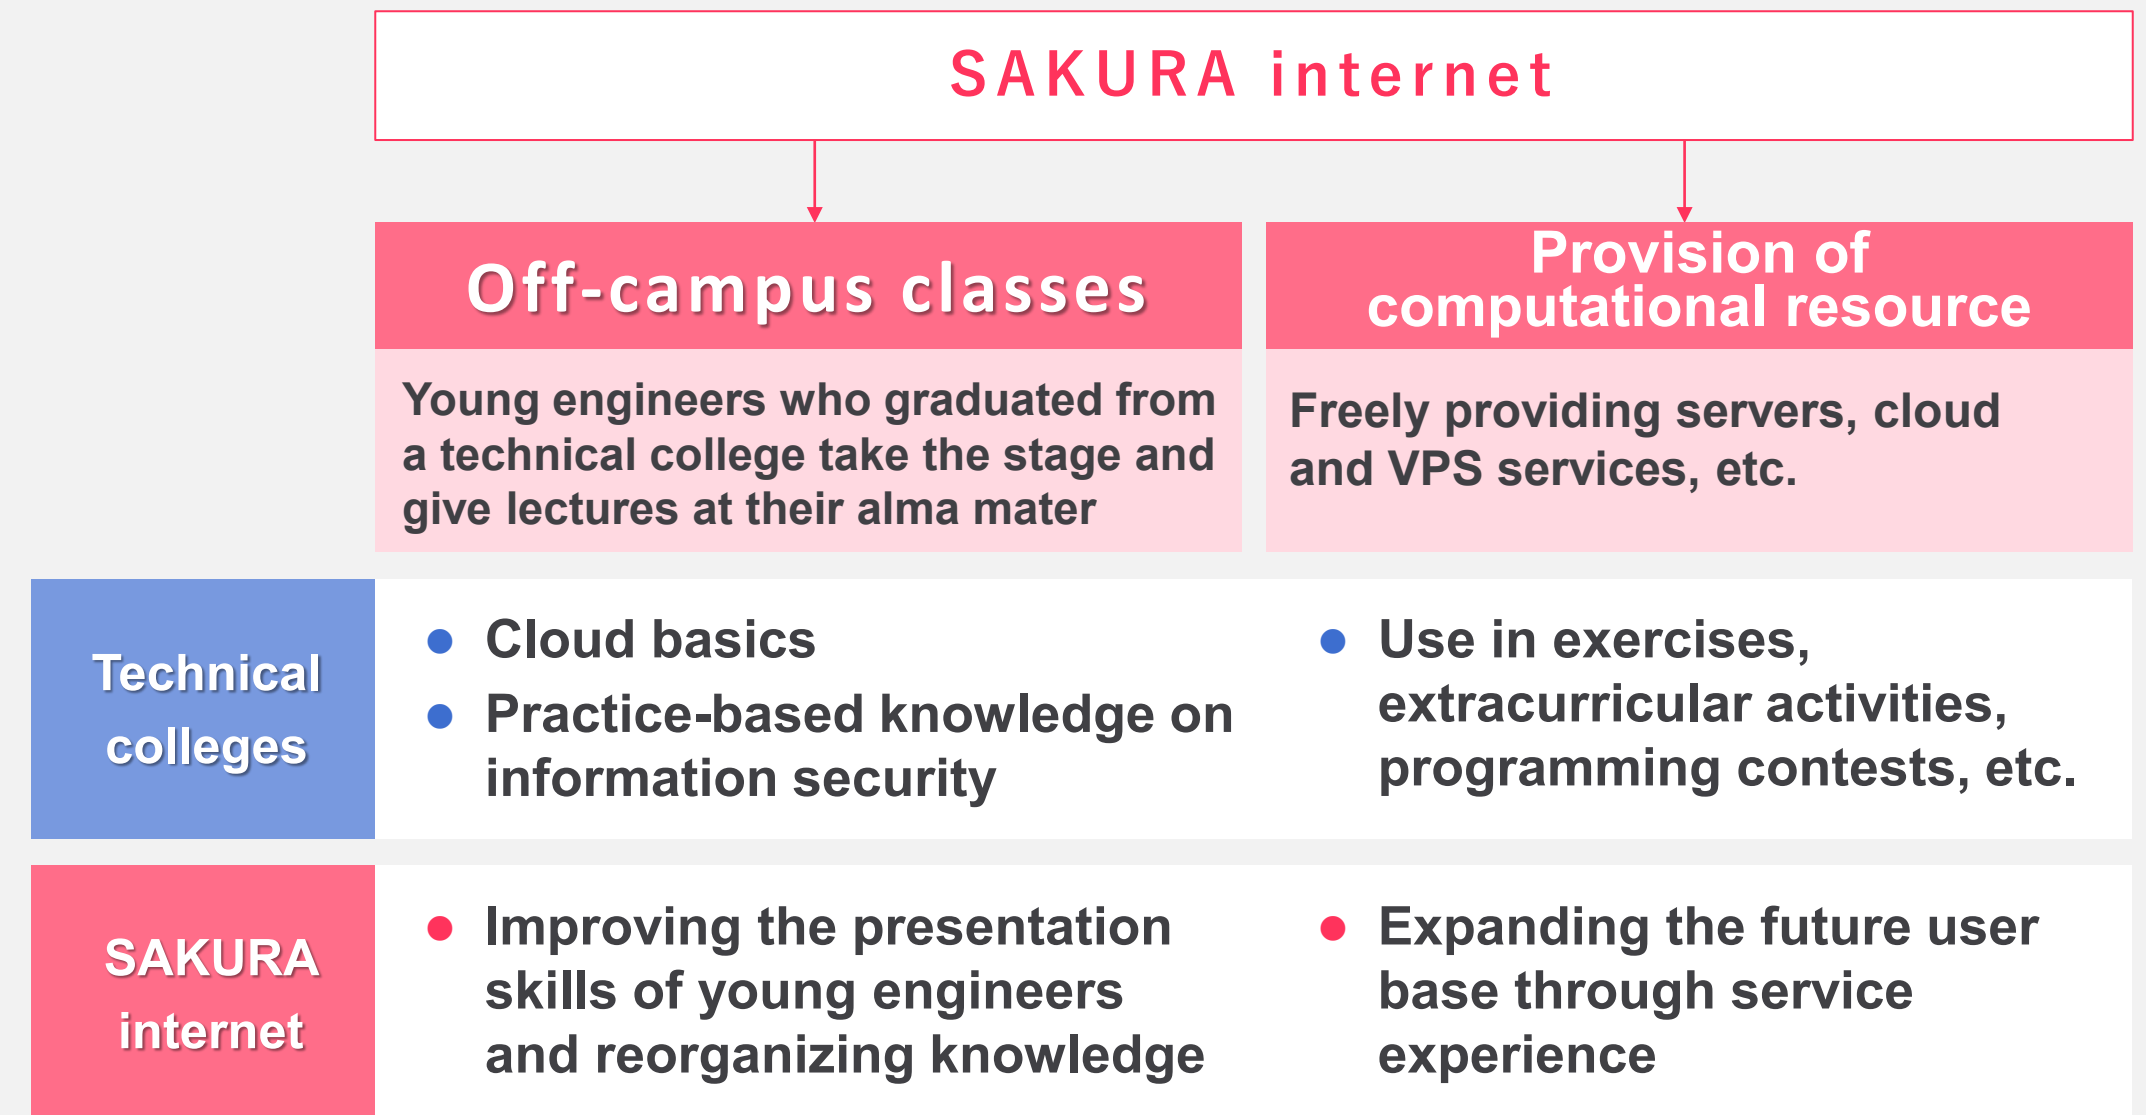 SAKURA internet
Off-campus classes
Young engineers who graduated from
a technical college take the stage and
give lectures at their alma mater
Provision of
computational resource
Freely providing servers, cloud
and VPS services, etc.
Technical
colleges
● Cloud basics
● Practice-based knowledge on
information security
● Use in exercises,
extracurricular activities,
programming contests, etc.
SAKURA
internet
● Improving the presentation
skills of young engineers
and reorganizing knowledge
● Expanding the future user
base through service
experience